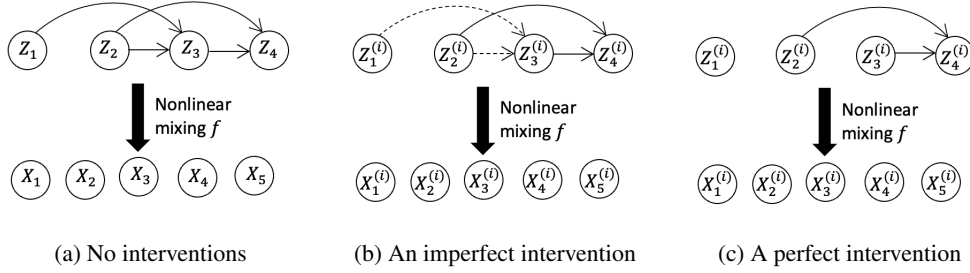 Z₁ Z₂ Z₃ Z₄
Nonlinear
mixing f
X₁ X₂ X₃ X₄ X₅
(a) No interventions
Z₁⁽ⁱ⁾ Z₂⁽ⁱ⁾ Z₃⁽ⁱ⁾ Z₄⁽ⁱ⁾
Nonlinear
mixing f
X₁⁽ⁱ⁾ X₂⁽ⁱ⁾ X₃⁽ⁱ⁾ X₄⁽ⁱ⁾ X₅⁽ⁱ⁾
(b) An imperfect intervention
Z₁⁽ⁱ⁾ Z₂⁽ⁱ⁾ Z₃⁽ⁱ⁾ Z₄⁽ⁱ⁾
Nonlinear
mixing f
X₁⁽ⁱ⁾ X₂⁽ⁱ⁾ X₃⁽ⁱ⁾ X₄⁽ⁱ⁾ X₅⁽ⁱ⁾
(c) A perfect intervention